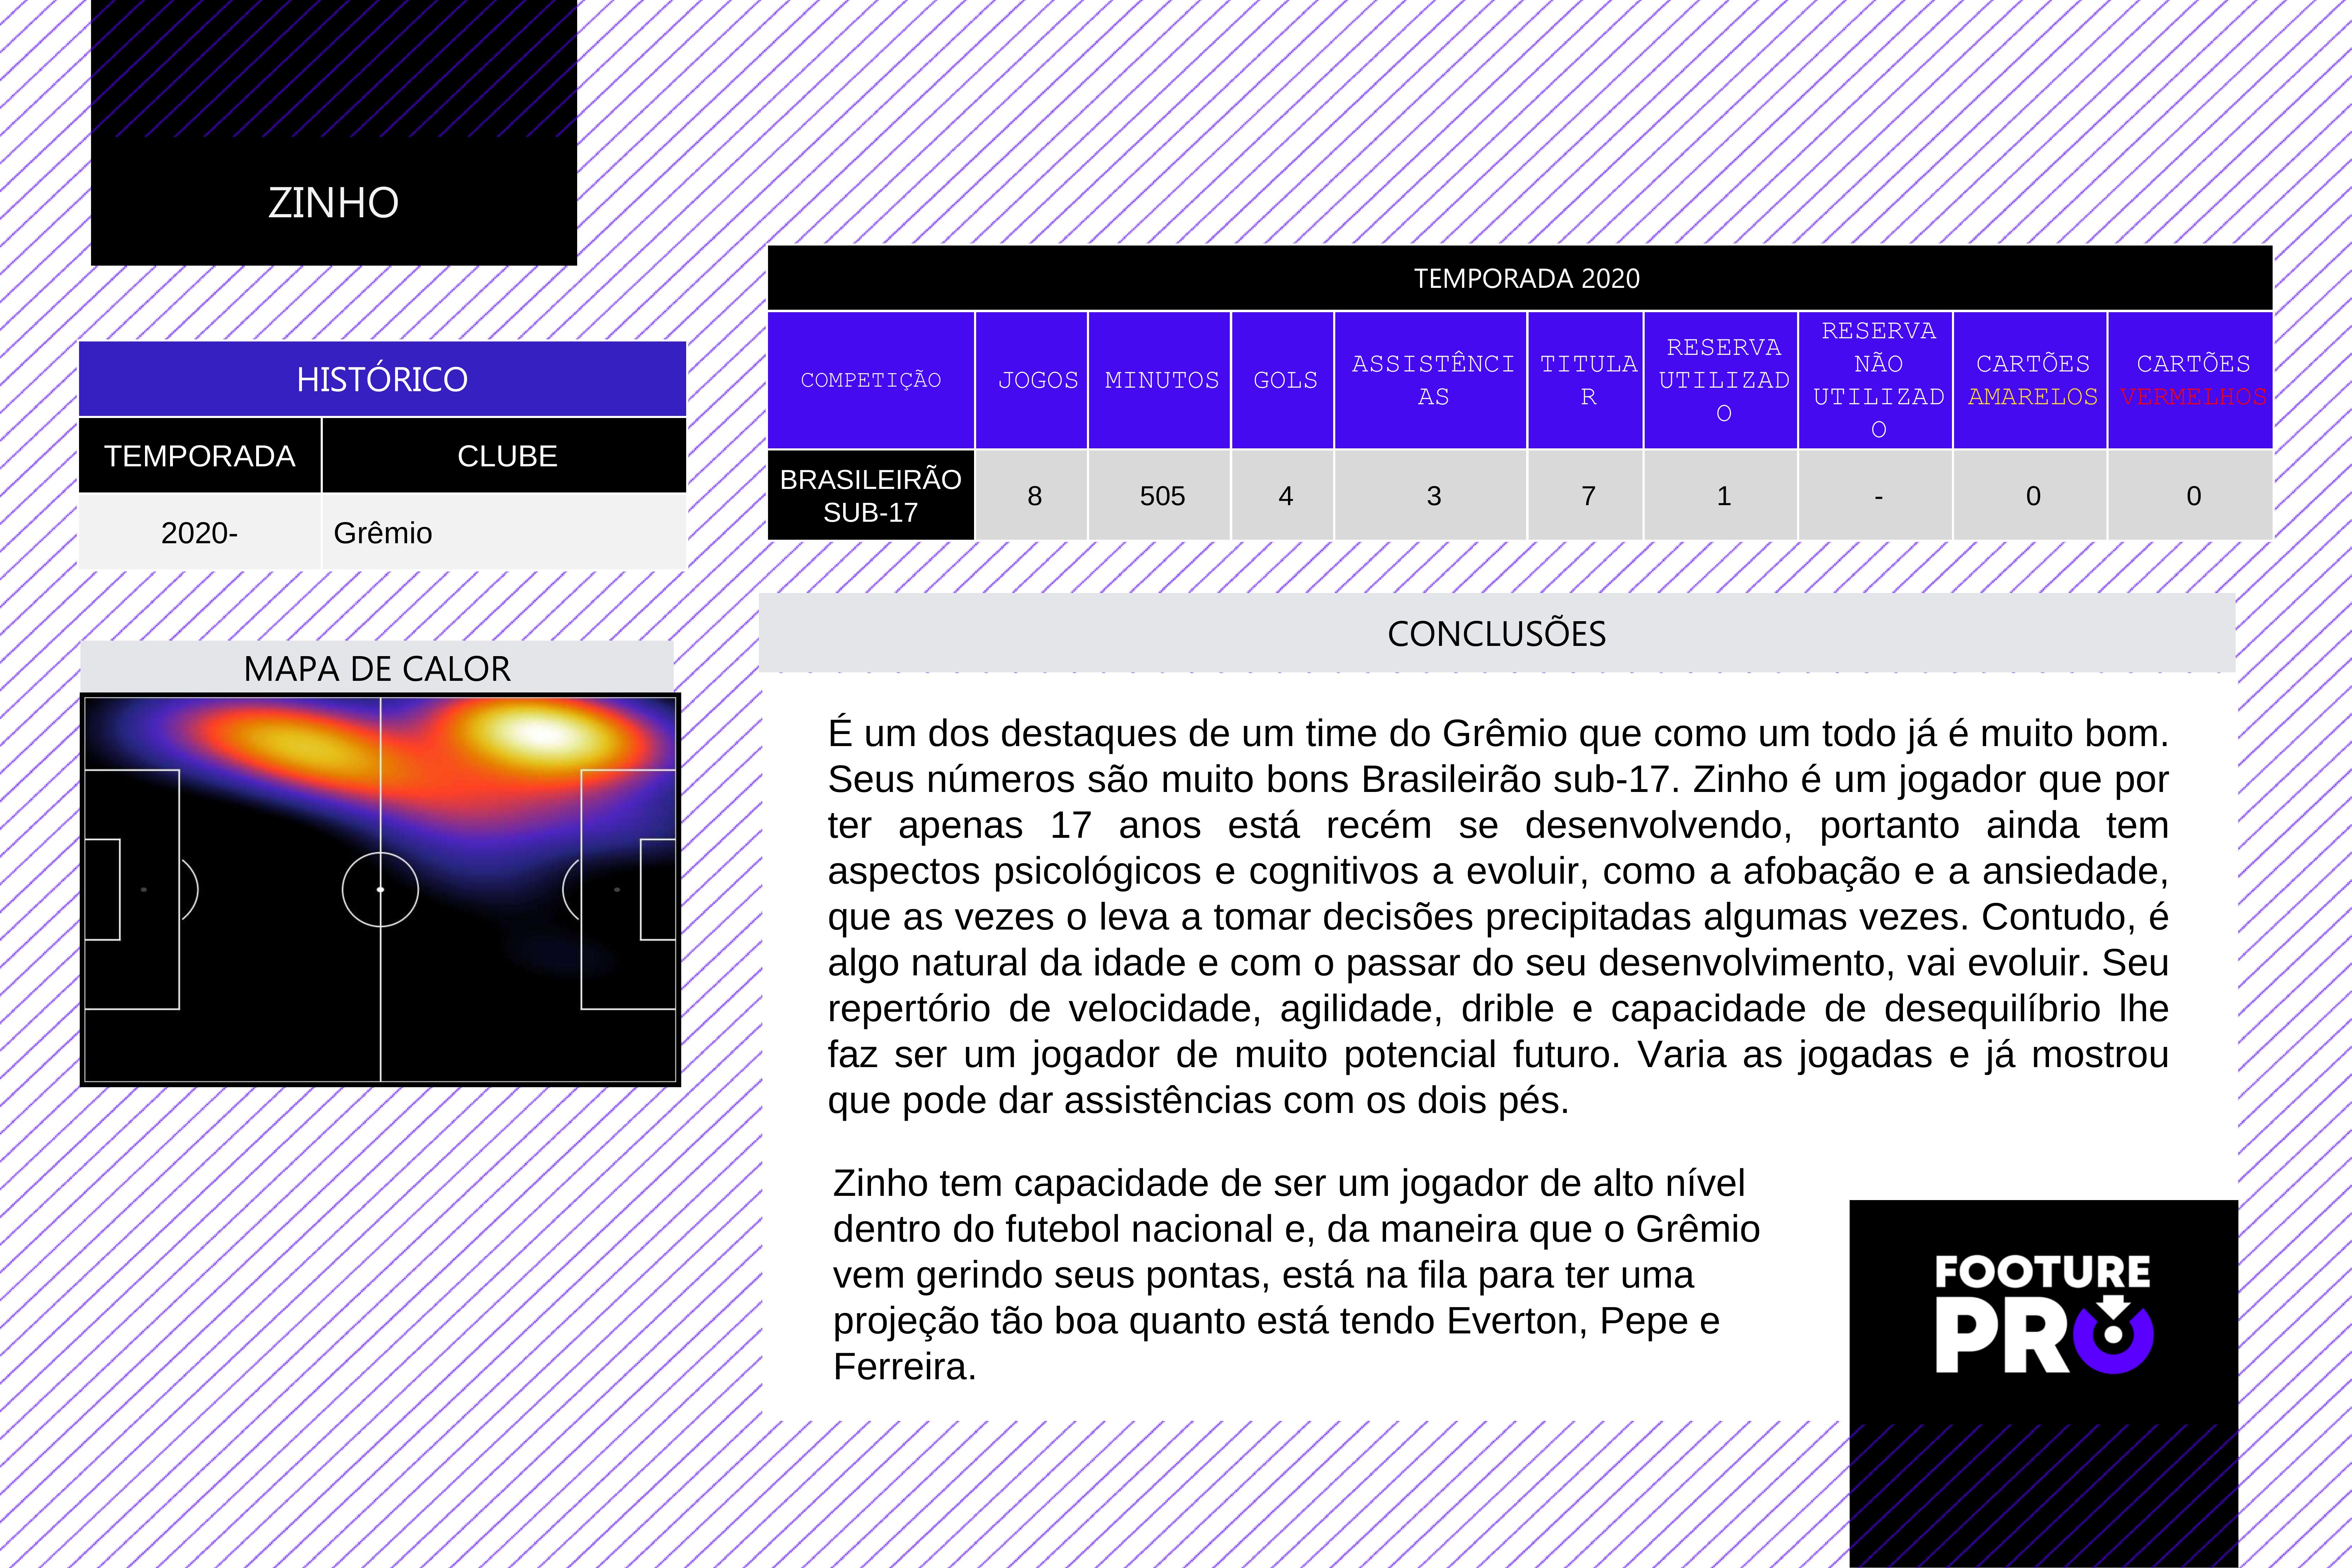 ZINHO
HISTÓRICO
TEMPORADA CLUBE
2020- Grêmio
MAPA DE CALOR
TEMPORADA 2020
COMPETIÇÃO JOGOS MINUTOS GOLS ASSISTÊNCI
AS TITULA
R RESERVA
UTILIZAD
O RESERVA
NÃO
UTILIZAD
O CARTÕES
AMARELOS CARTÕES
VERMELHOS
BRASILEIRÃO
SUB-17 8 505 4 3 7 1 - 0 0
CONCLUSÕES
É um dos destaques de um time do Grêmio que como um todo já é muito bom.
Seus números são muito bons Brasileirão sub-17. Zinho é um jogador que por
ter apenas 17 anos está recém se desenvolvendo, portanto ainda tem
aspectos psicológicos e cognitivos a evoluir, como a afobação e a ansiedade,
que as vezes o leva a tomar decisões precipitadas algumas vezes. Contudo, é
algo natural da idade e com o passar do seu desenvolvimento, vai evoluir. Seu
repertório de velocidade, agilidade, drible e capacidade de desequilíbrio lhe
faz ser um jogador de muito potencial futuro. Varia as jogadas e já mostrou
que pode dar assistências com os dois pés.
Zinho tem capacidade de ser um jogador de alto nível
dentro do futebol nacional e, da maneira que o Grêmio
vem gerindo seus pontas, está na fila para ter uma
projeção tão boa quanto está tendo Everton, Pepe e
Ferreira.
FOOTURE
PRO